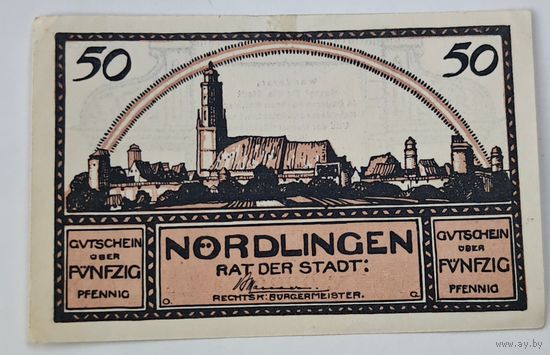 50
50
GVTSCHEIN
ÜBER
FÜNFZIG
PFENNIG
NÖRDLINGEN
RAT DER STADT:
RECHTSK: BÜRGERMEISTER.
O.
C.
GVTSCHEIN
ÜBER
FÜNFZIG
PFENNIG
www.ay.by